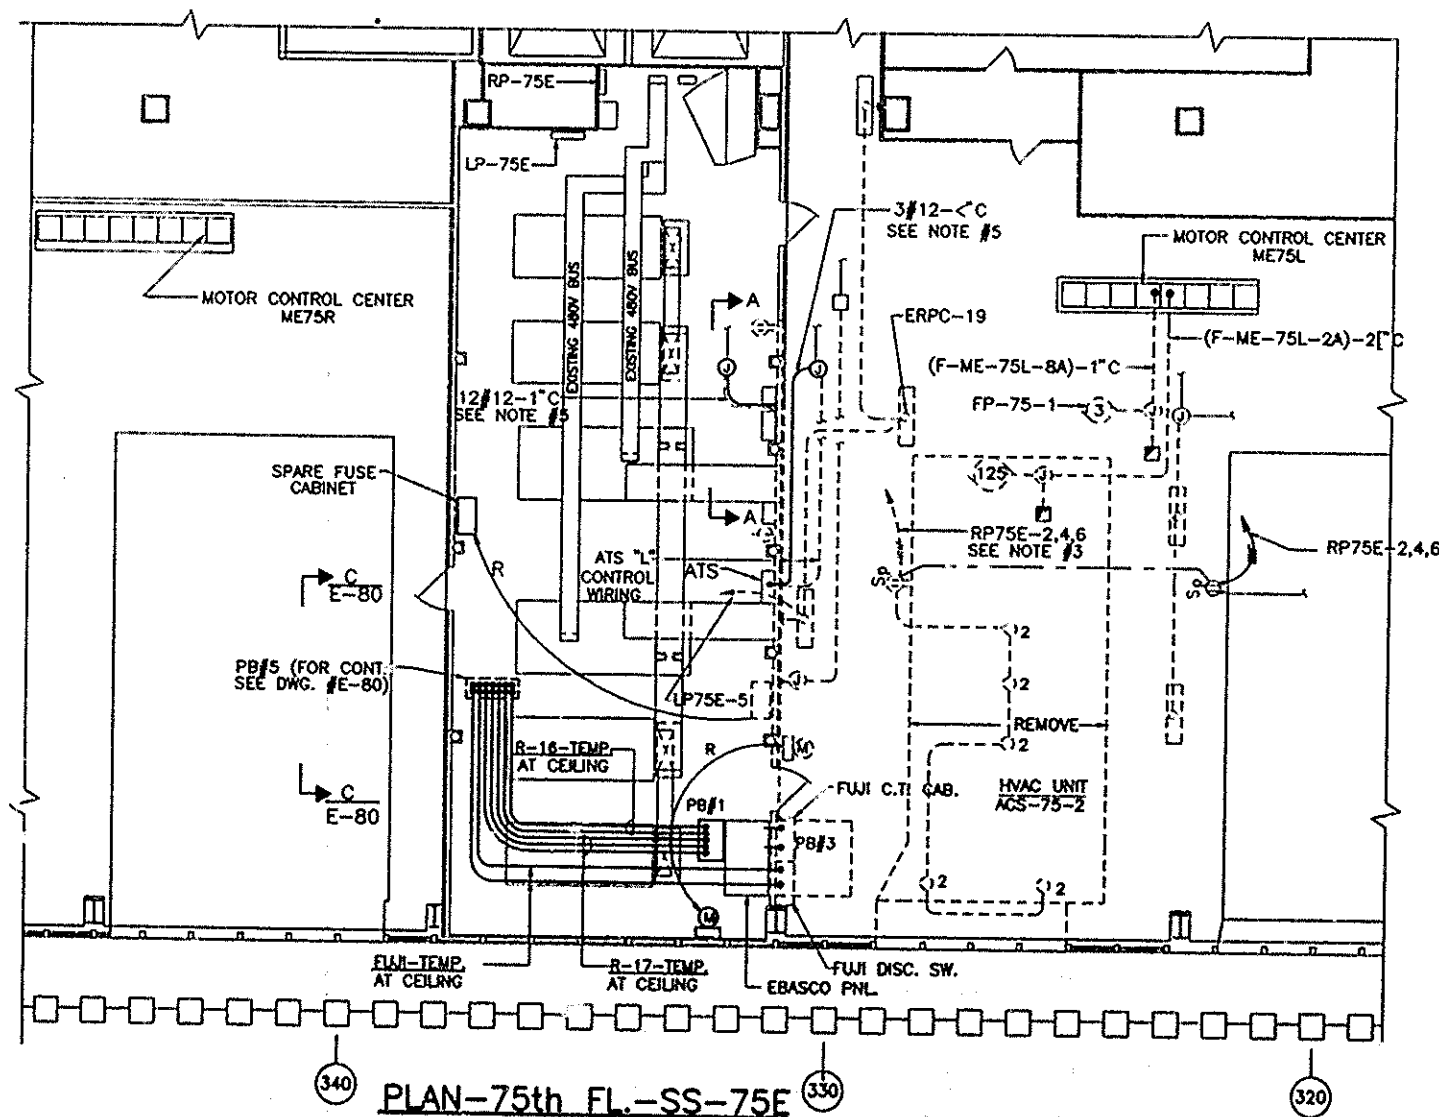 RP-75E
LP-75E
3#12-<"C
SEE NOTE #5
MOTOR CONTROL CENTER
ME75L
MOTOR CONTROL CENTER
ME75R
EXISTING 480V BUS
EXISTING 480V BUS
A
ERPC-19
(F-ME-75L-2A)-2["C
(F-ME-75L-8A)-1"C
J
J
12#12-1"C
SEE NOTE #5
FP-75-1
3
J
J
SPARE FUSE
CABINET
125
J
A
RP75E-2,4,6
SEE NOTE #3
RP75E-2,4,6
ATS "L"
CONTROL
WIRING
ATS
R
C
E-80
Sp
Sp
2
PB#5 (FOR CONT.
SEE DWG. #E-80)
LP75E-5
J
2
REMOVE
R-16-TEMP.
AT CEILING
R
M
2
C
E-80
PB#1
FUJI C.T. CAB.
HVAC UNIT
ACS-75-2
PB#3
2
2
M
FUJI-TEMP.
AT CEILING
R-17-TEMP.
AT CEILING
FUJI DISC. SW.
EBASCO PNL.
340
330
320
PLAN-75th FL.-SS-75E